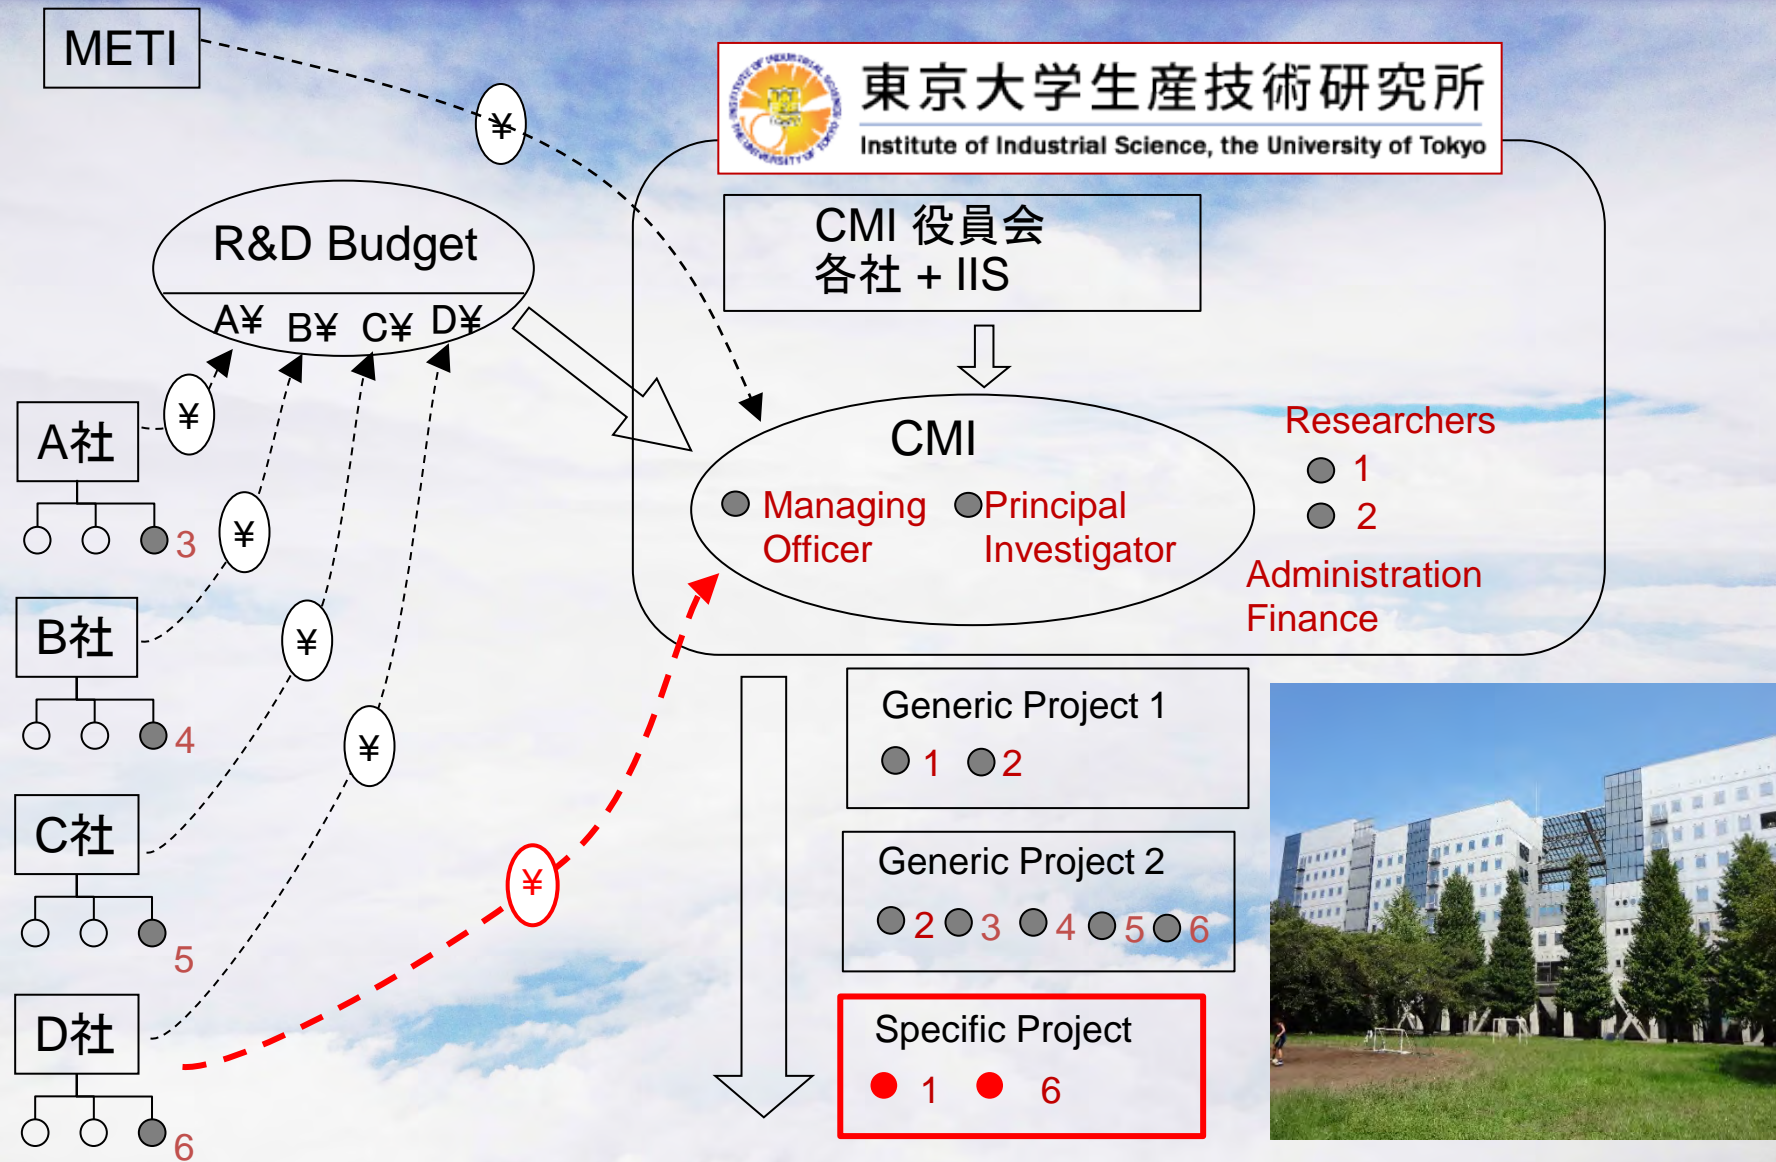 METI
¥
東京大学生産技術研究所
Institute of Industrial Science, the University of Tokyo
CMI 役員会
各社 + IIS
R&D Budget
A¥ B¥ C¥ D¥
¥
A社
3
¥
B社
4
¥
C社
5
¥
D社
6
¥
CMI
Managing
Officer
Principal
Investigator
Researchers
1
2
Administration
Finance
Generic Project 1
1 2
Generic Project 2
2 3 4 5 6
Specific Project
1 6